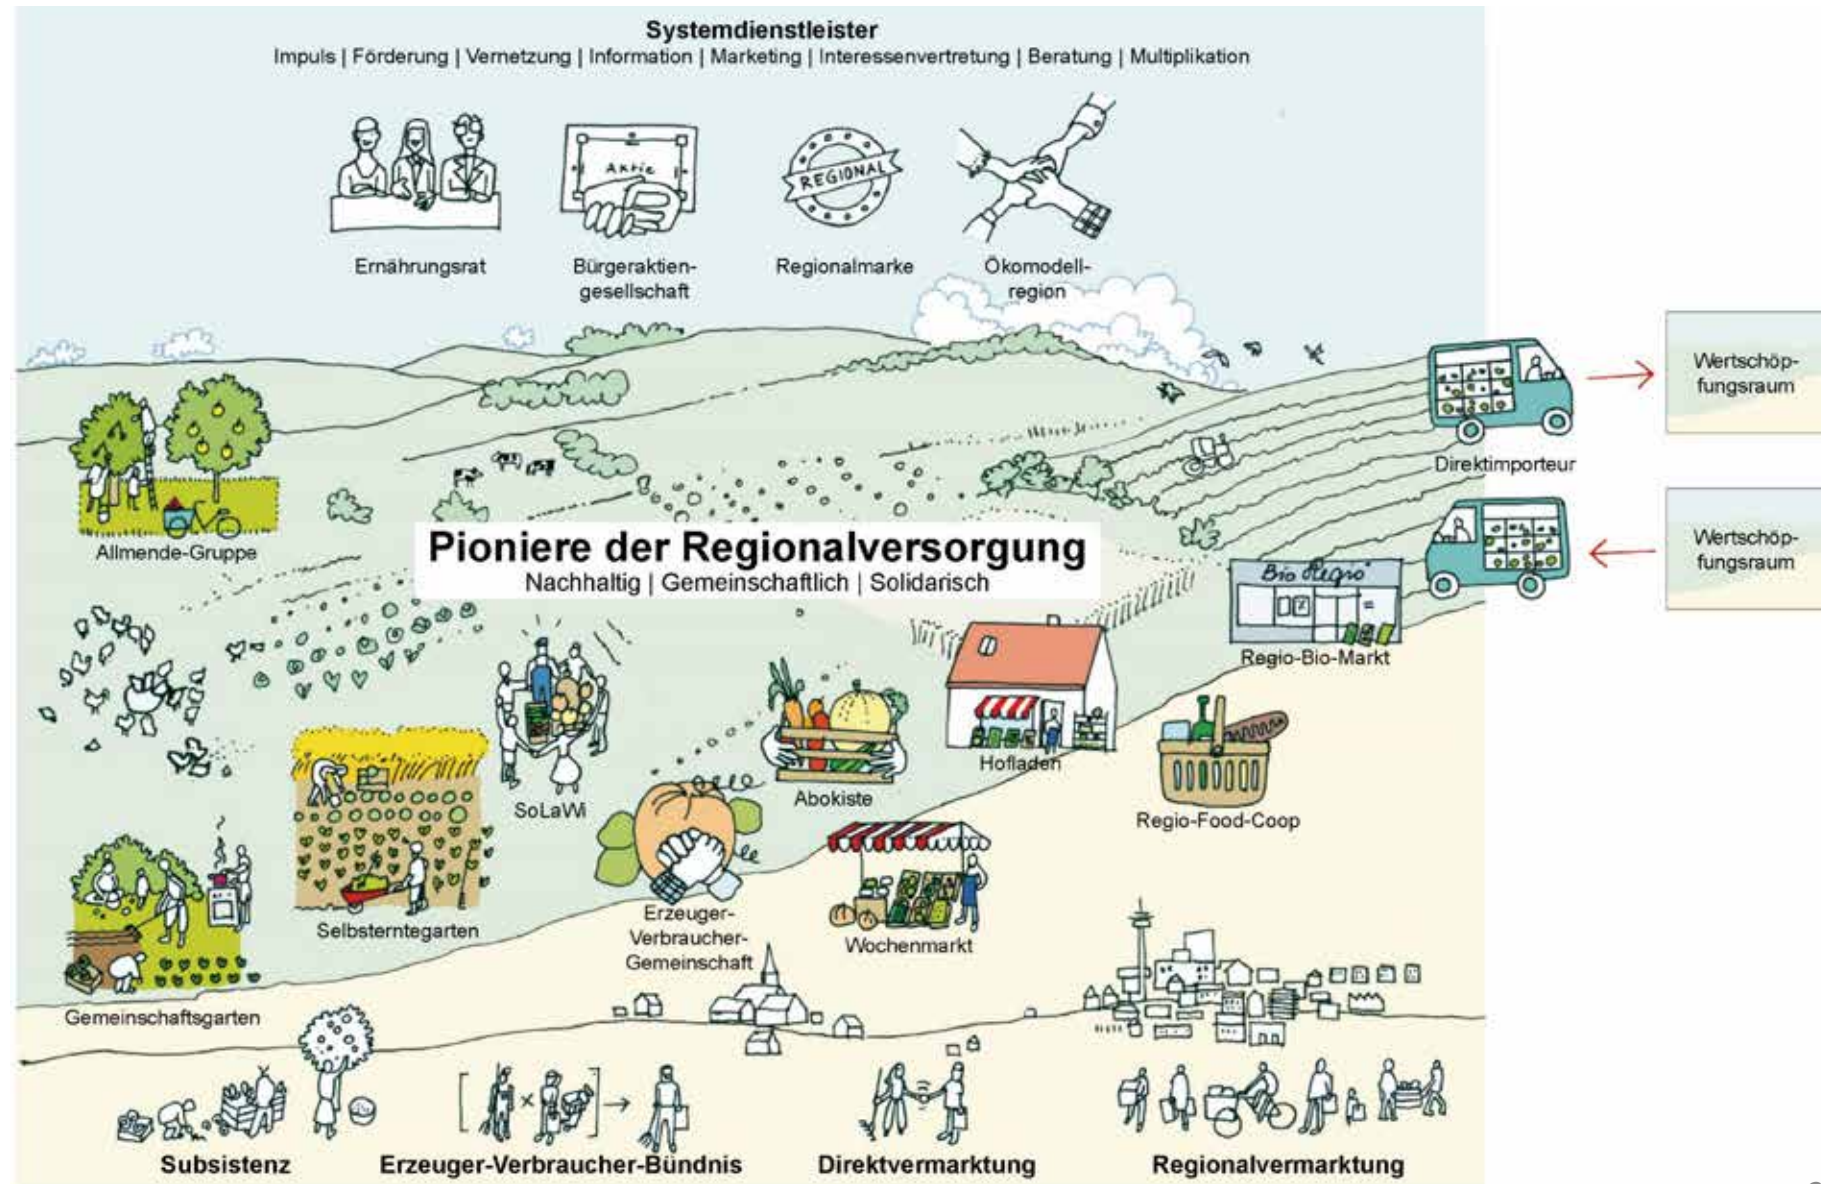 Systemdienstleister
Impuls | Förderung | Vernetzung | Information | Marketing | Interessenvertretung | Beratung | Multiplikation
Aktie
REGIONAL
Ernährungsrat
Bürgeraktien-
gesellschaft
Regionalmarke
Ökomodell-
region
Wertschöp-
fungsraum
Direktimporteur
Wertschöp-
fungsraum
Allmende-Gruppe
Pioniere der Regionalversorgung
Nachhaltig | Gemeinschaftlich | Solidarisch
Bio Regio
Regio-Bio-Markt
Hofladen
Abokiste
SoLaWi
Regio-Food-Coop
Selbsterntegarten
Erzeuger-
Verbraucher-
Gemeinschaft
Wochenmarkt
Gemeinschaftsgarten
Subsistenz
Erzeuger-Verbraucher-Bündnis
Direktvermarktung
Regionalvermarktung